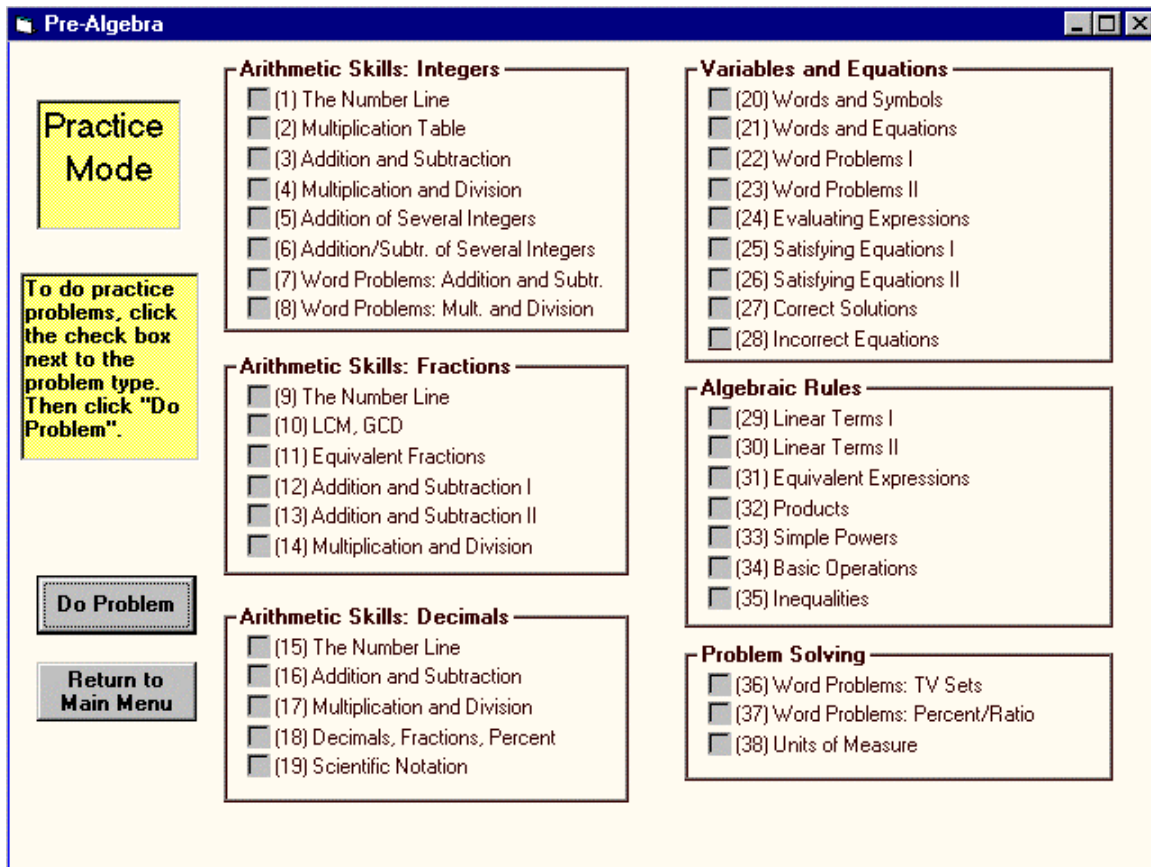 Pre-Algebra
Practice
Mode
To do practice
problems, click
the check box
next to the
problem type.
Then click "Do
Problem".
Do Problem
Return to
Main Menu
Arithmetic Skills: Integers
(1) The Number Line
(2) Multiplication Table
(3) Addition and Subtraction
(4) Multiplication and Division
(5) Addition of Several Integers
(6) Addition/Subtr. of Several Integers
(7) Word Problems: Addition and Subtr.
(8) Word Problems: Mult. and Division
Arithmetic Skills: Fractions
(9) The Number Line
(10) LCM, GCD
(11) Equivalent Fractions
(12) Addition and Subtraction I
(13) Addition and Subtraction II
(14) Multiplication and Division
Arithmetic Skills: Decimals
(15) The Number Line
(16) Addition and Subtraction
(17) Multiplication and Division
(18) Decimals, Fractions, Percent
(19) Scientific Notation
Variables and Equations
(20) Words and Symbols
(21) Words and Equations
(22) Word Problems I
(23) Word Problems II
(24) Evaluating Expressions
(25) Satisfying Equations I
(26) Satisfying Equations II
(27) Correct Solutions
(28) Incorrect Equations
Algebraic Rules
(29) Linear Terms I
(30) Linear Terms II
(31) Equivalent Expressions
(32) Products
(33) Simple Powers
(34) Basic Operations
(35) Inequalities
Problem Solving
(36) Word Problems: TV Sets
(37) Word Problems: Percent/Ratio
(38) Units of Measure